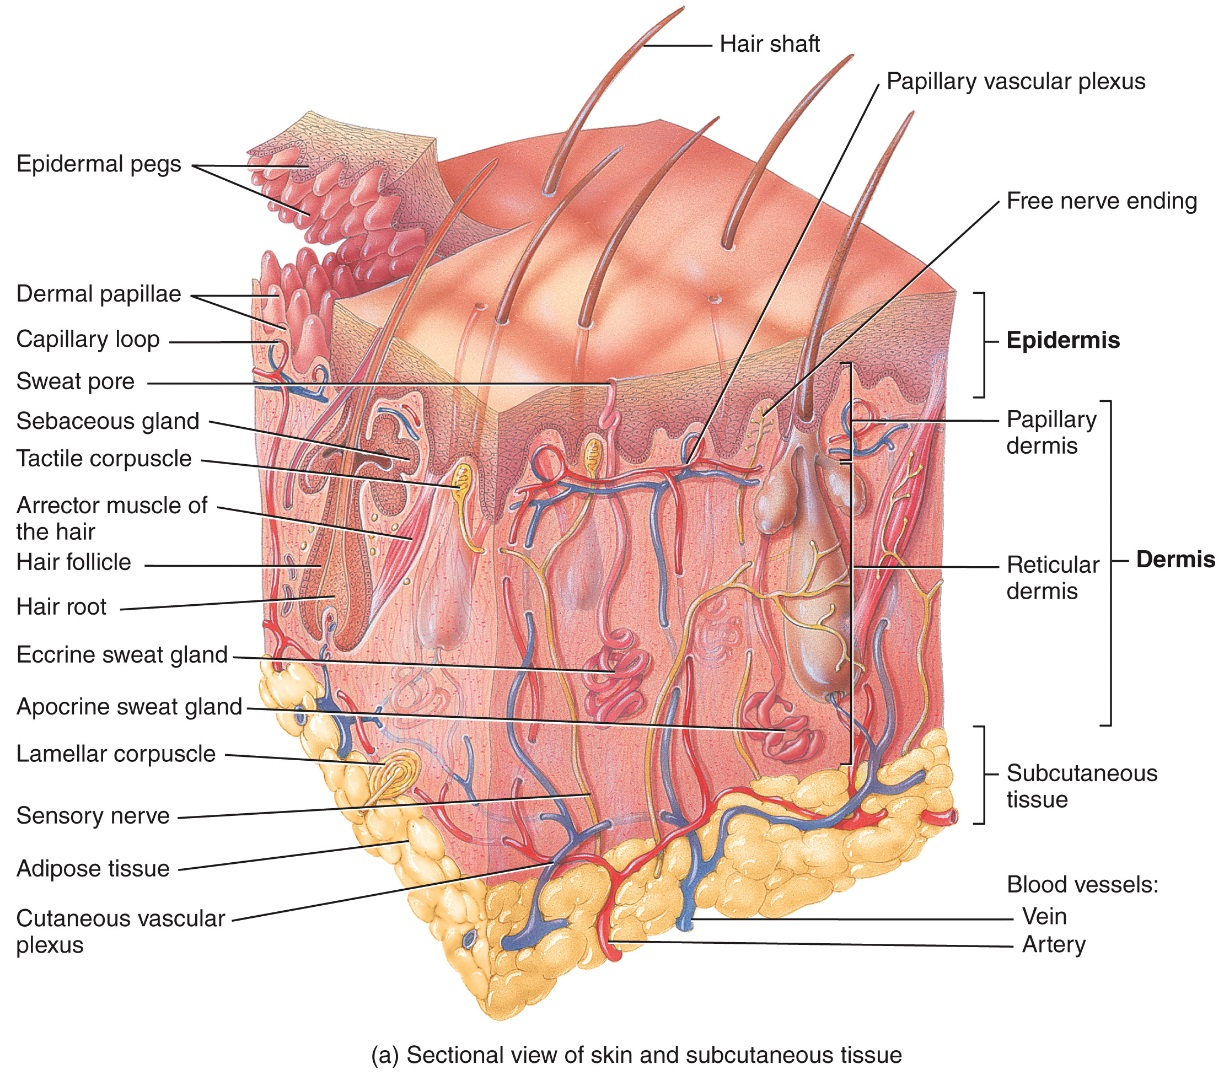 Hair shaft
Papillary vascular plexus
Epidermal pegs
Free nerve ending
Dermal papillae
Capillary loop
Epidermis
Sweat pore
Sebaceous gland
Papillary
dermis
Tactile corpuscle
Arrector muscle of
the hair
Hair follicle
Reticular
dermis
Dermis
Hair root
Eccrine sweat gland
Apocrine sweat gland
Lamellar corpuscle
Subcutaneous
tissue
Sensory nerve
Adipose tissue
Blood vessels:
Cutaneous vascular
plexus
Vein
Artery
(a) Sectional view of skin and subcutaneous tissue